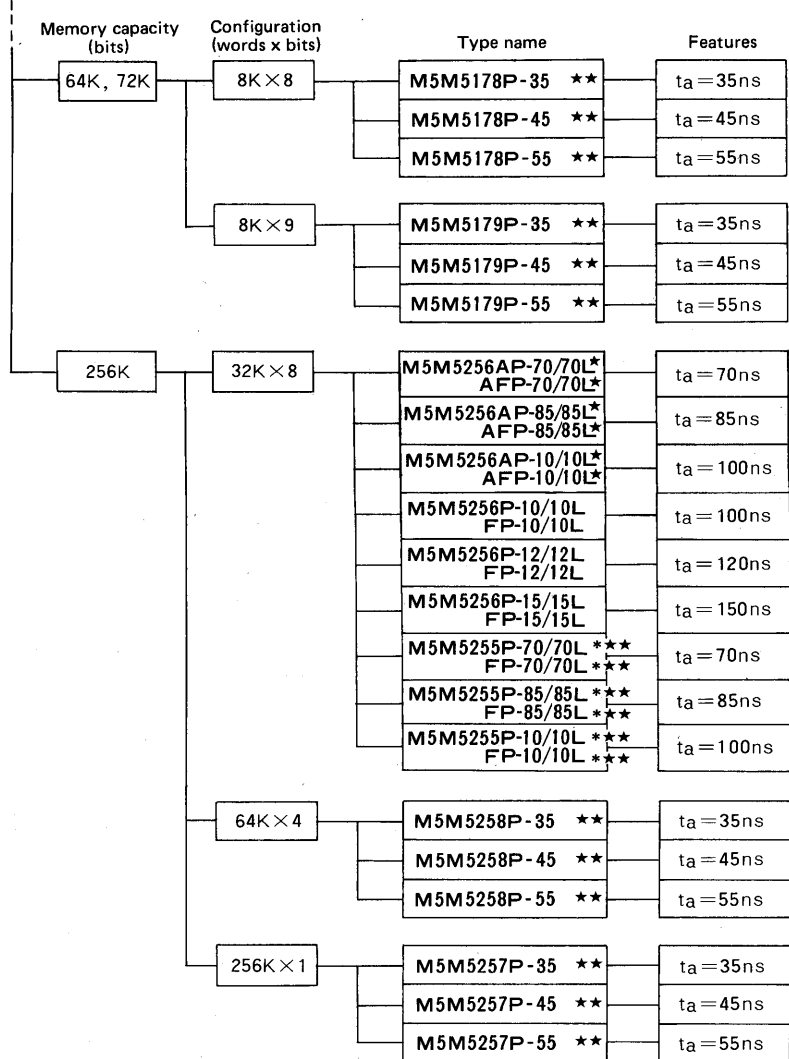 Memory capacity (bits)
Configuration (words x bits)
Type name
Features
64K, 72K
8K×8
M5M5178P-35 ★★
ta=35ns
M5M5178P-45 ★★
ta=45ns
M5M5178P-55 ★★
ta=55ns
8K×9
M5M5179P-35 ★★
ta=35ns
M5M5179P-45 ★★
ta=45ns
M5M5179P-55 ★★
ta=55ns
256K
32K×8
M5M5256AP-70/70L★
AFP-70/70L★
ta=70ns
M5M5256AP-85/85L★
AFP-85/85L★
ta=85ns
M5M5256AP-10/10L★
AFP-10/10L★
ta=100ns
M5M5256P-10/10L
FP-10/10L
ta=100ns
M5M5256P-12/12L
FP-12/12L
ta=120ns
M5M5256P-15/15L
FP-15/15L
ta=150ns
M5M5255P-70/70L *★★
FP-70/70L *★★
ta=70ns
M5M5255P-85/85L *★★
FP-85/85L *★★
ta=85ns
M5M5255P-10/10L *★★
FP-10/10L *★★
ta=100ns
64K×4
M5M5258P-35 ★★
ta=35ns
M5M5258P-45 ★★
ta=45ns
M5M5258P-55 ★★
ta=55ns
256K×1
M5M5257P-35 ★★
ta=35ns
M5M5257P-45 ★★
ta=45ns
M5M5257P-55 ★★
ta=55ns